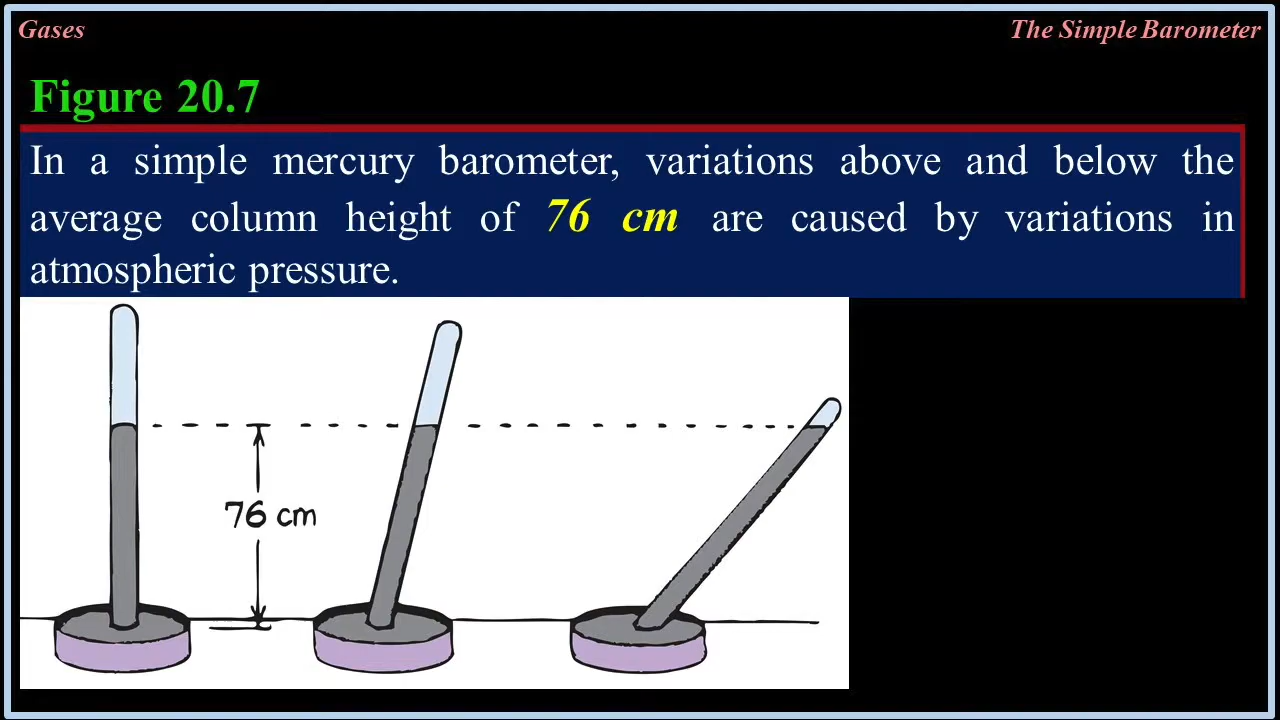 Gases
The Simple Barometer
Figure 20.7
In a simple mercury barometer, variations above and below the
average column height of 76 cm are caused by variations in
atmospheric pressure.
76 cm